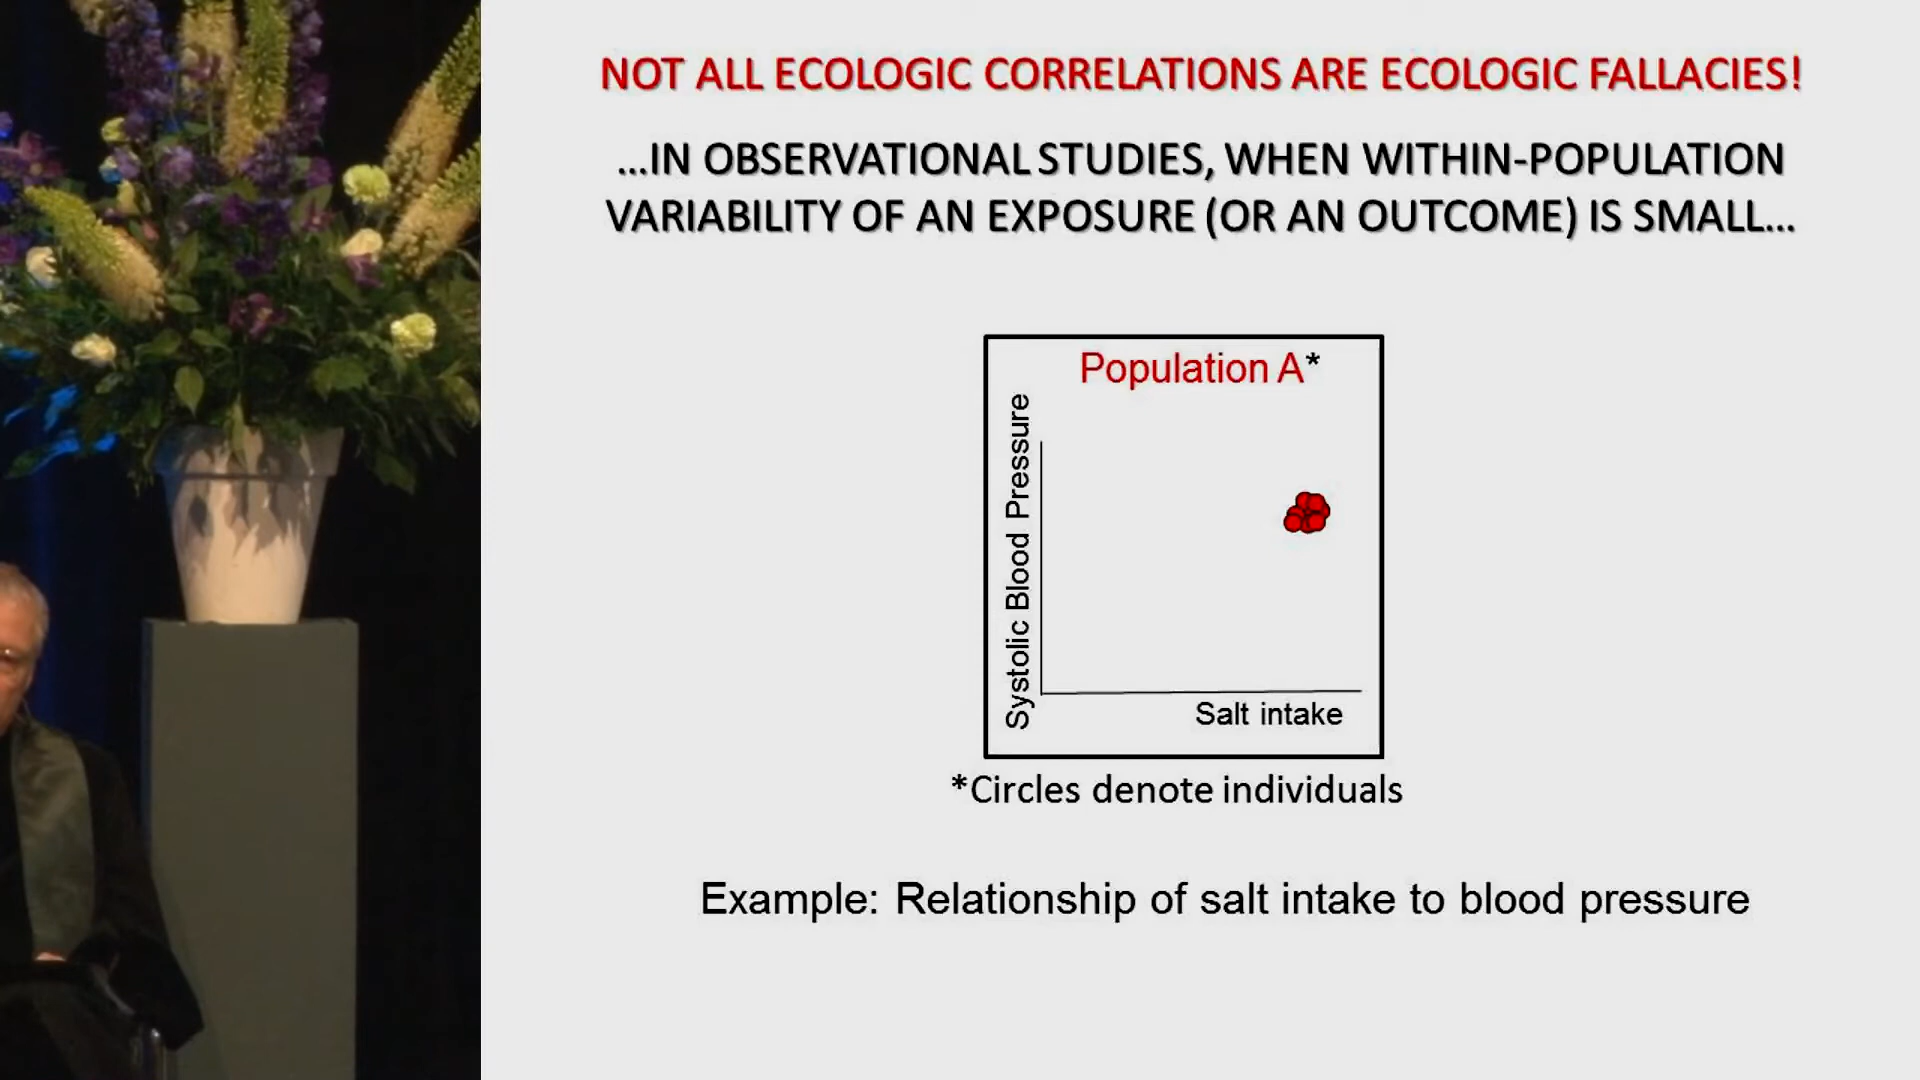 NOT ALL ECOLOGIC CORRELATIONS ARE ECOLOGIC FALLACIES!
...IN OBSERVATIONAL STUDIES, WHEN WITHIN-POPULATION
VARIABILITY OF AN EXPOSURE (OR AN OUTCOME) IS SMALL...
Population A*
Systolic Blood Pressure
Salt intake
*Circles denote individuals
Example: Relationship of salt intake to blood pressure